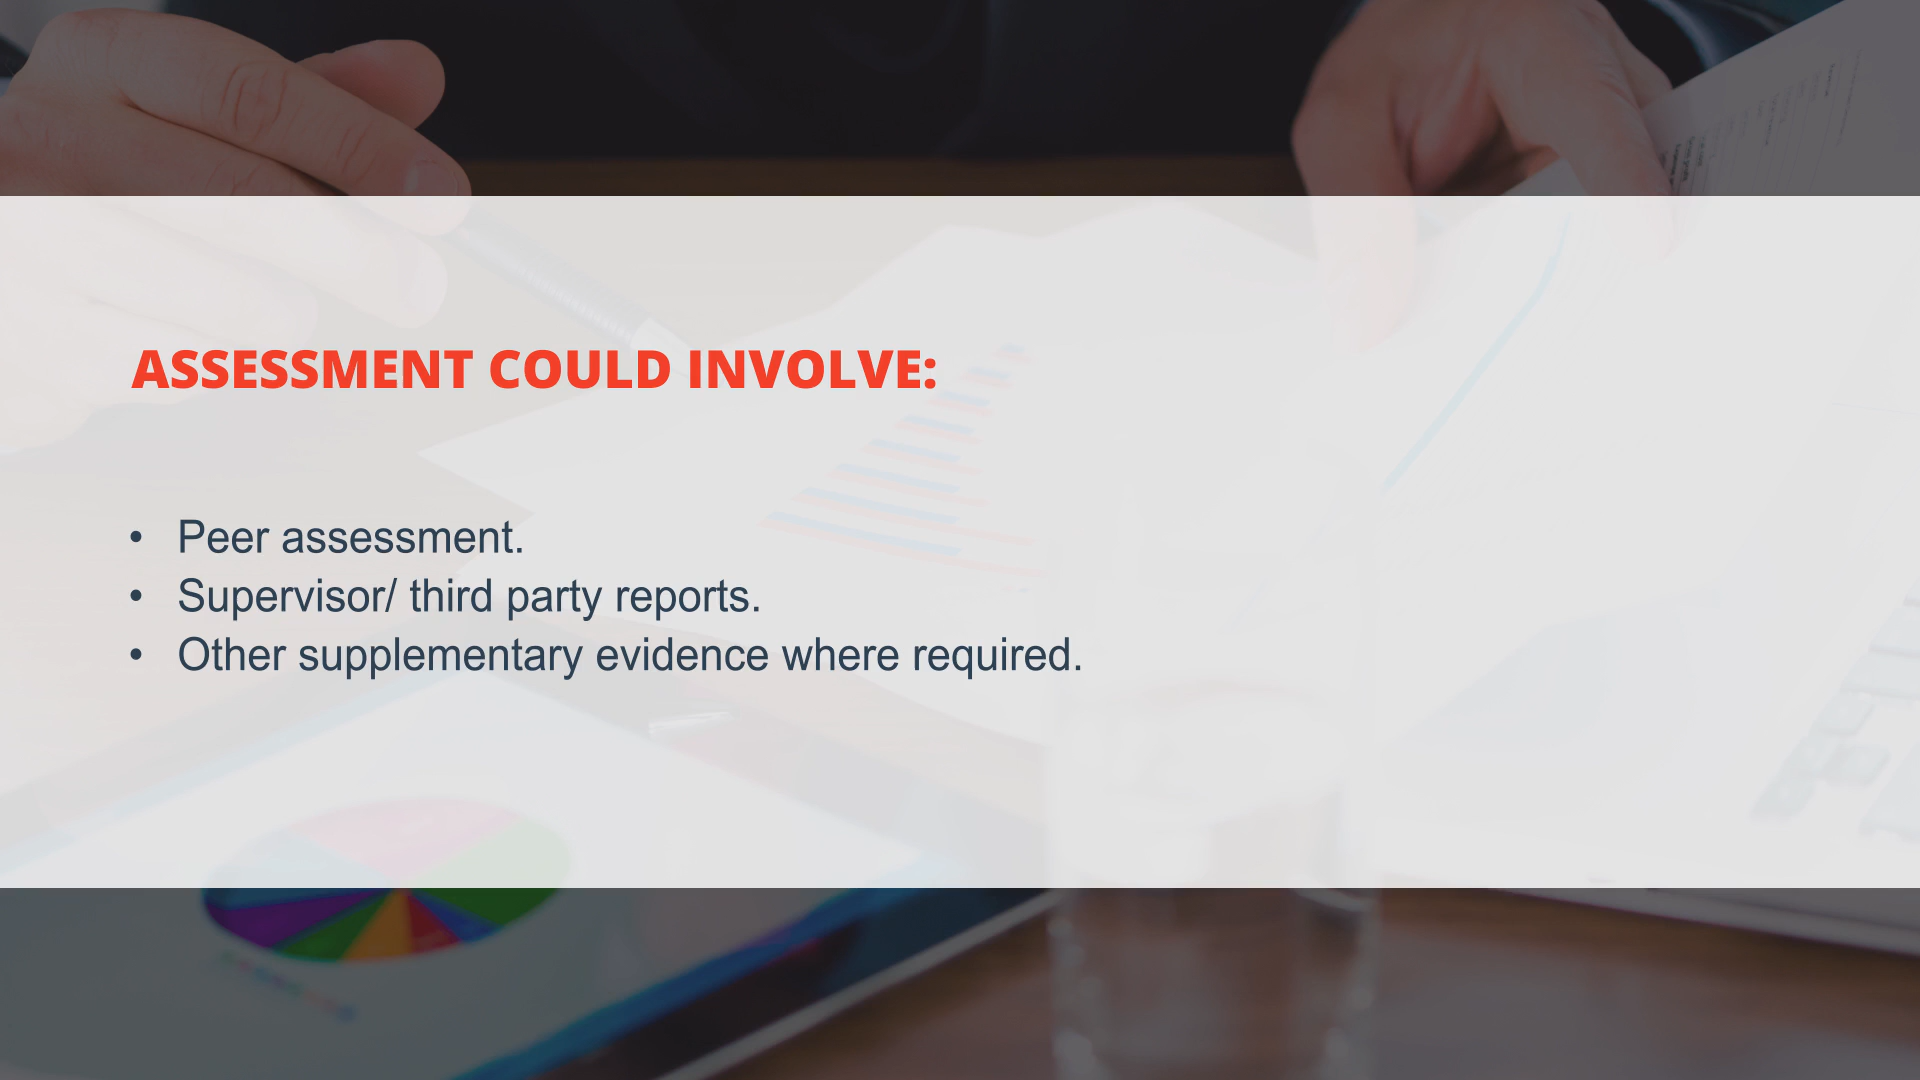 ASSESSMENT COULD INVOLVE:
• Peer assessment.
• Supervisor/ third party reports.
• Other supplementary evidence where required.